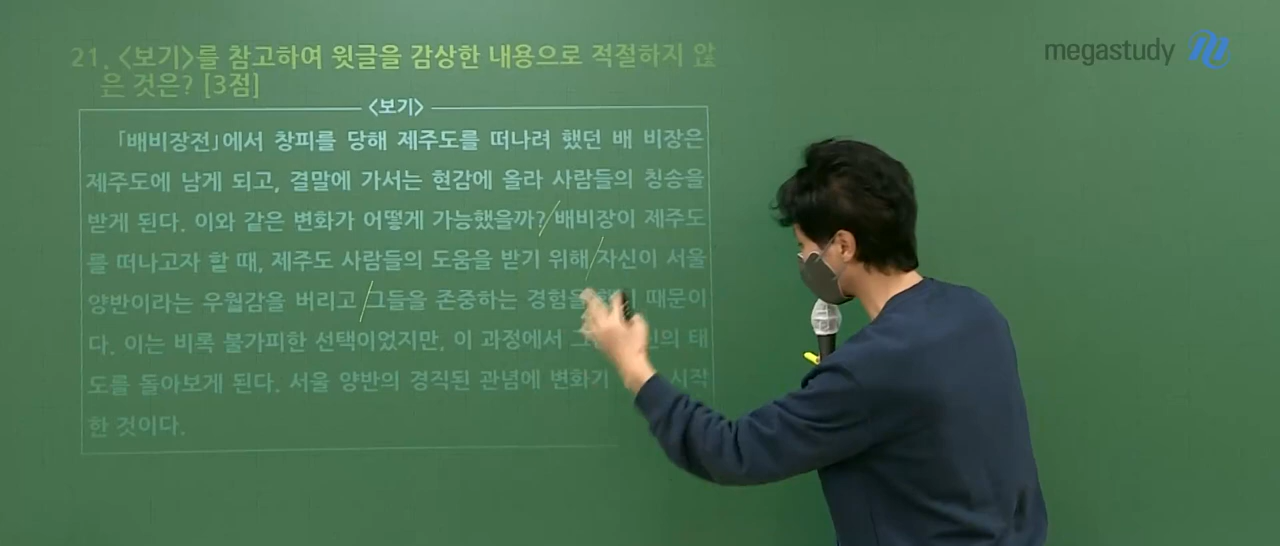 megastudy
21. <보기>를 참고하여 윗글을 감상한 내용으로 적절하지 않
은 것은? [3점]
<보기>
「배비장전」에서 창피를 당해 제주도를 떠나려 했던 배 비장은
제주도에 남게 되고, 결말에 가서는 현감에 올라 사람들의 칭송을
받게 된다. 이와 같은 변화가 어떻게 가능했을까? 배비장이 제주도
를 떠나고자 할 때, 제주도 사람들의 도움을 받기 위해 자신이 서울
양반이라는 우월감을 버리고 그들을 존중하는 경험을 때문이
다. 이는 비록 불가피한 선택이었지만, 이 과정에서 의 태
도를 돌아보게 된다. 서울 양반의 경직된 관념에 변화가 시작
한 것이다.